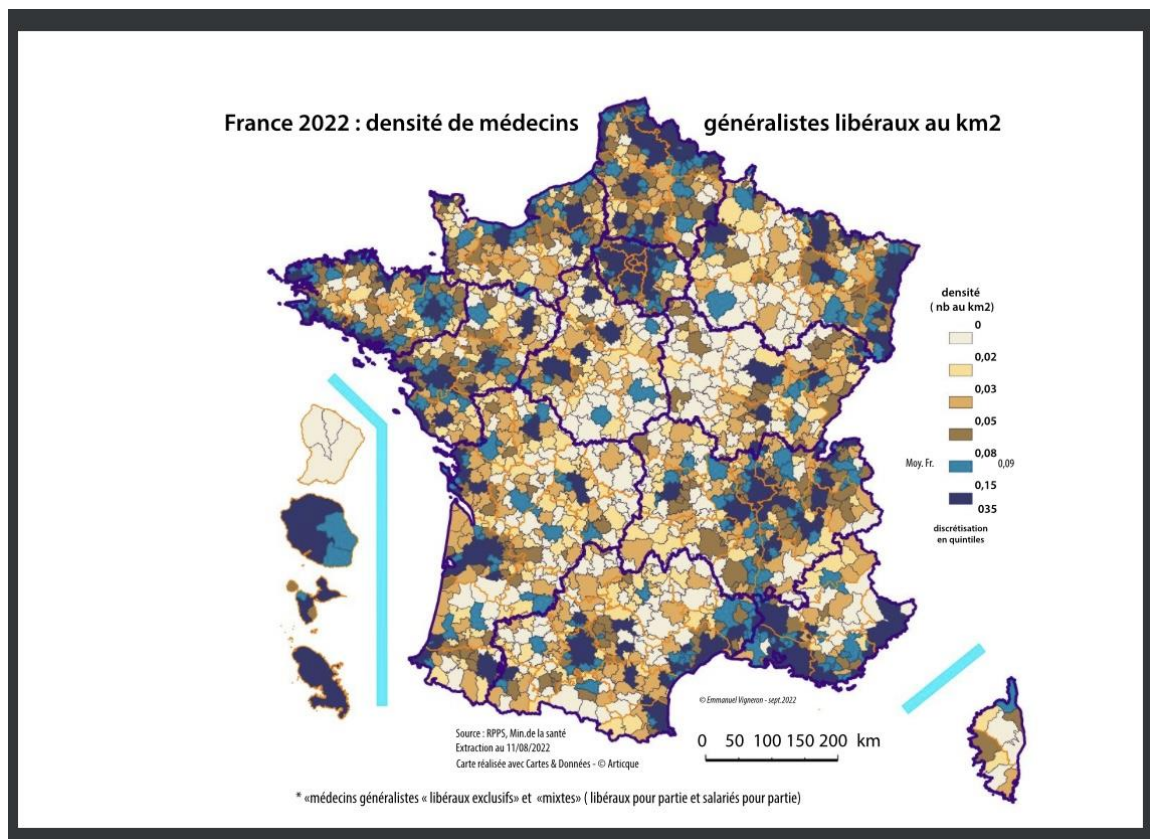 France 2022 : densité de médecins généralistes libéraux au km2
densité
( nb au km2)
0
0,02
0,03
0,05
0,08
Moy. Fr. 0,09
0,15
035
discrétisation
en quintiles
© Emmanuel Vigneron - sept.2022
Source : RPPS, Min.de la santé
Extraction au 11/08/2022
Carte réalisée avec Cartes & Données - © Articque
0 50 100 150 200 km
* «médecins généralistes « libéraux exclusifs» et «mixtes» ( libéraux pour partie et salariés pour partie)